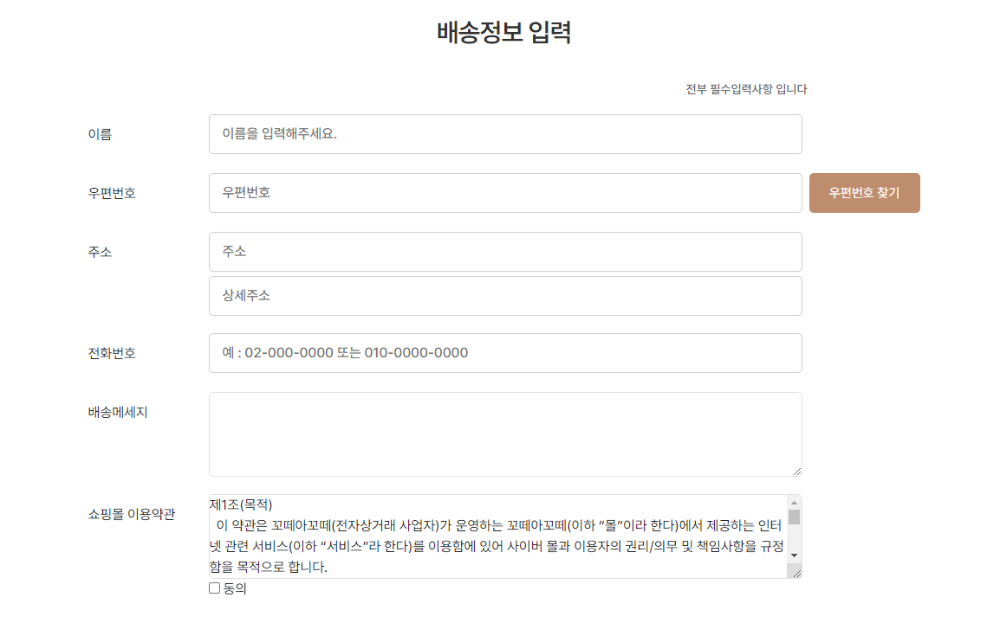 배송정보 입력
전부 필수입력사항 입니다
이름
이름을 입력해주세요.
우편번호
우편번호
우편번호 찾기
주소
주소
상세주소
전화번호
예 : 02-000-0000 또는 010-0000-0000
배송메세지
쇼핑몰 이용약관
제1조(목적)
이 약관은 꼬떼아꼬떼(전자상거래 사업자)가 운영하는 꼬떼아꼬떼(이하 “몰”이라 한다)에서 제공하는 인터
넷 관련 서비스(이하 “서비스”라 한다)를 이용함에 있어 사이버 몰과 이용자의 권리/의무 및 책임사항을 규정
함을 목적으로 합니다.
동의